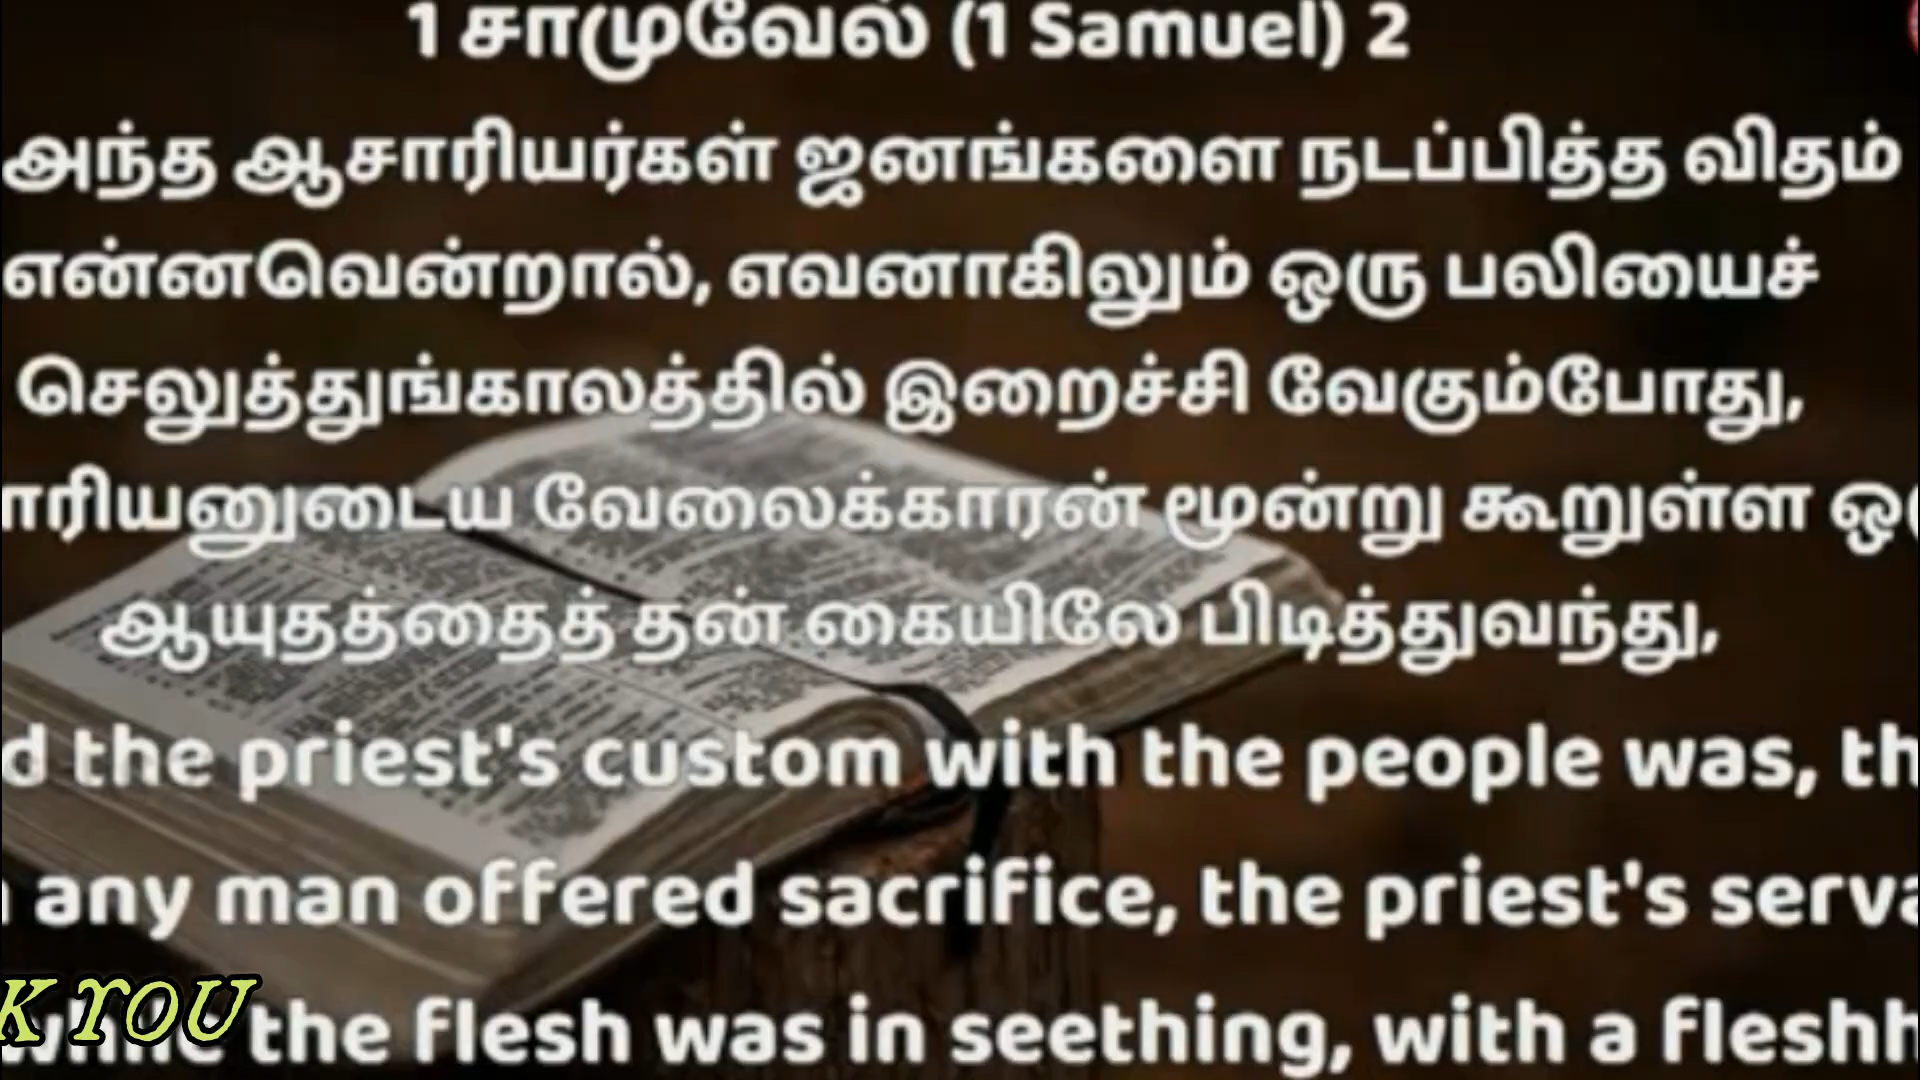 1 சாமுவேல் (1 Samuel) 2
அந்த ஆசாரியர்கள் ஜனங்களை நடப்பித்த விதம்
என்னவென்றால், எவனாகிலும் ஒரு பலியைச்
செலுத்துங்காலத்தில் இறைச்சி வேகும்போது,
ாரியனுடைய வேலைக்காரன் மூன்று கூறுள்ள
ஆயுதத்தைத் தன் கையிலே பிடித்துவந்து,
d the priest's custom with the people was, th
any man offered sacrifice, the priest's serva
K YOU
while the flesh was in seething, with a fleshh